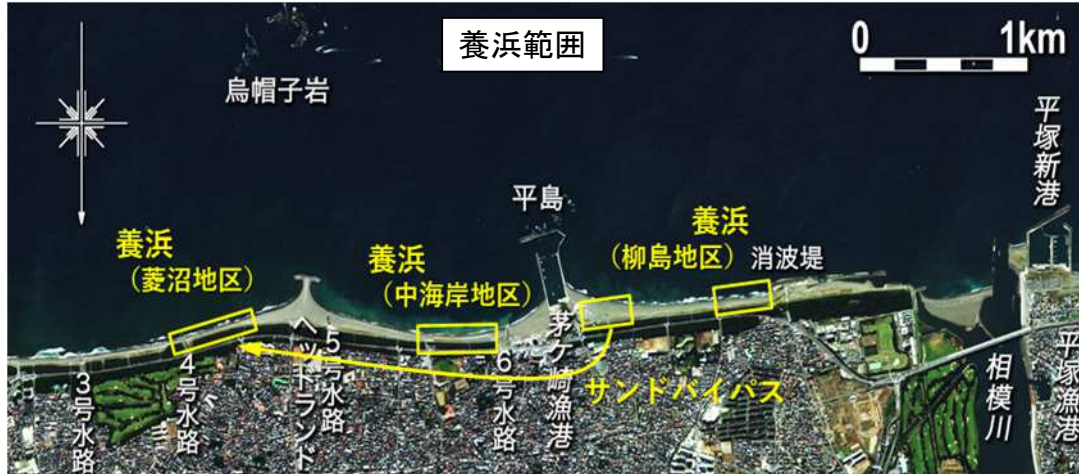 養浜範囲
0 1km
烏帽子岩
平塚新港
平島
養浜
(菱沼地区)
養浜
(中海岸地区)
養浜
(柳島地区)
消波堤
3号水路
4号水路
ヘッドランド
5号水路
6号水路
茅ヶ崎漁港
サンドバイパス
相模川
平塚漁港